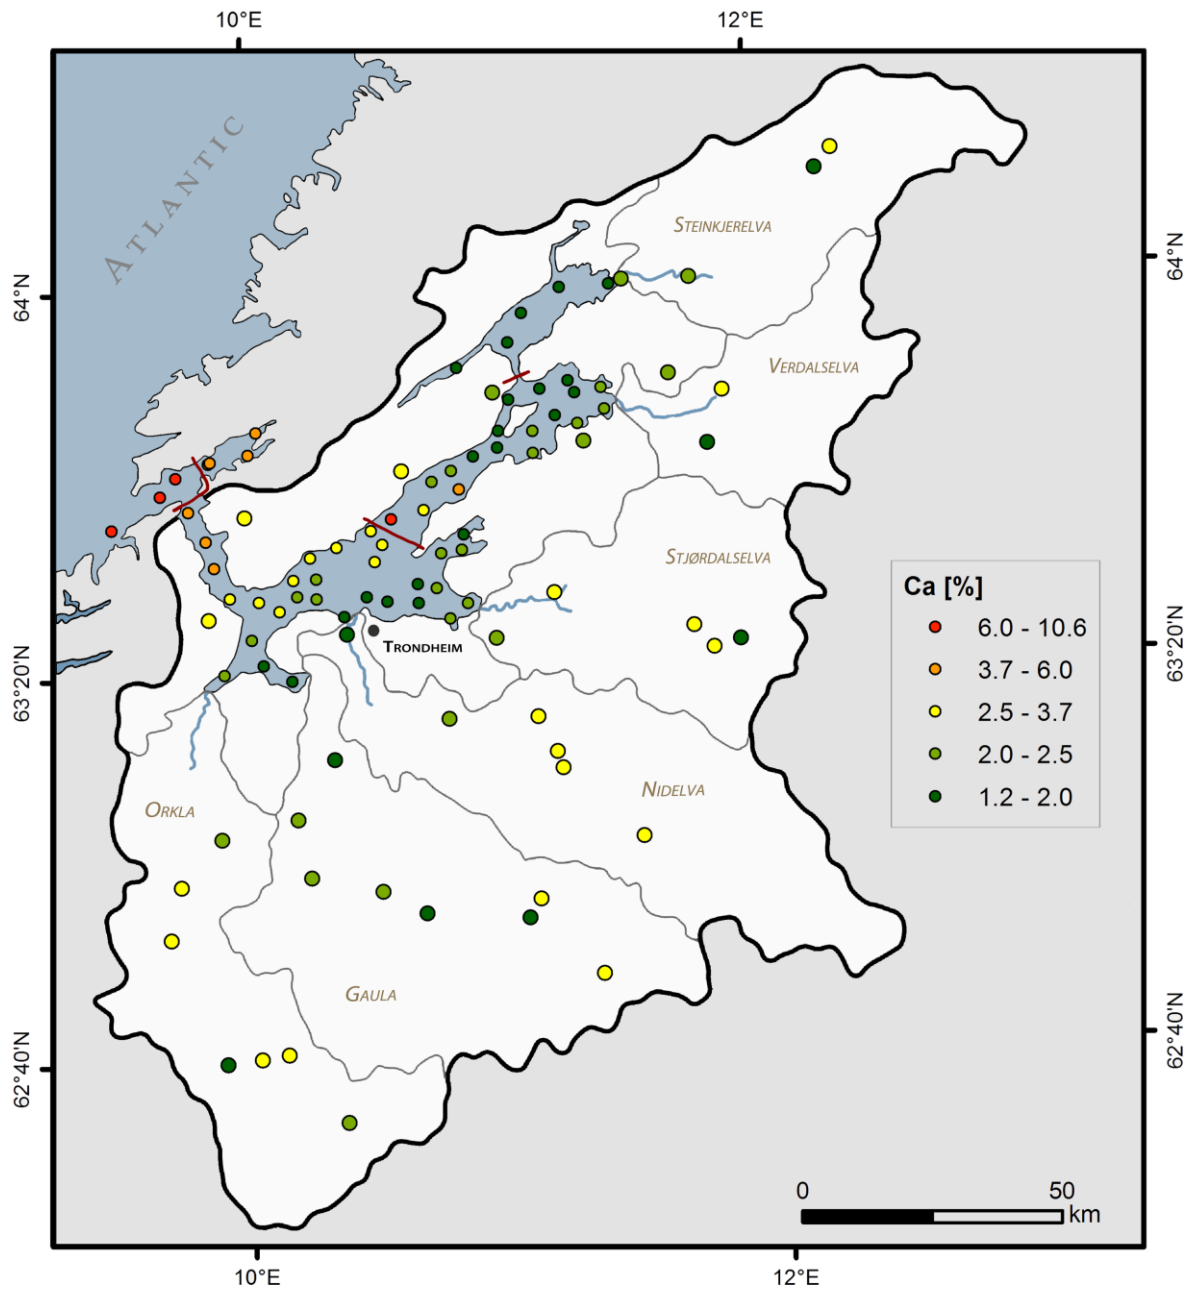 10°E
12°E
ATLANTIC
STEINKJERELVA
64°N
64°N
VERDALSELVA
STJØRDALSELVA
Ca [%]
6.0 - 10.6
3.7 - 6.0
2.5 - 3.7
2.0 - 2.5
1.2 - 2.0
TRONDHEIM
63°20'N
63°20'N
NIDELVA
ORKLA
GAULA
62°40'N
62°40'N
0 50
km
10°E
12°E